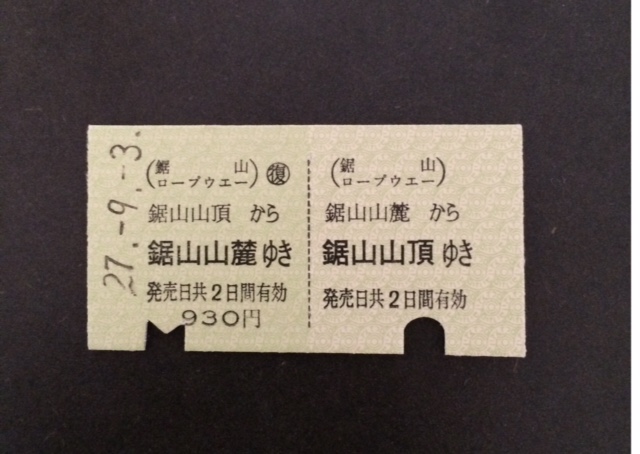 27.-9.-3.
(鋸山ロープウエー) ㊝
鋸山山頂 から
鋸山山麓ゆき
発売日共2日間有効
930円
(鋸山ロープウエー)
鋸山山麓 から
鋸山山頂ゆき
発売日共2日間有効